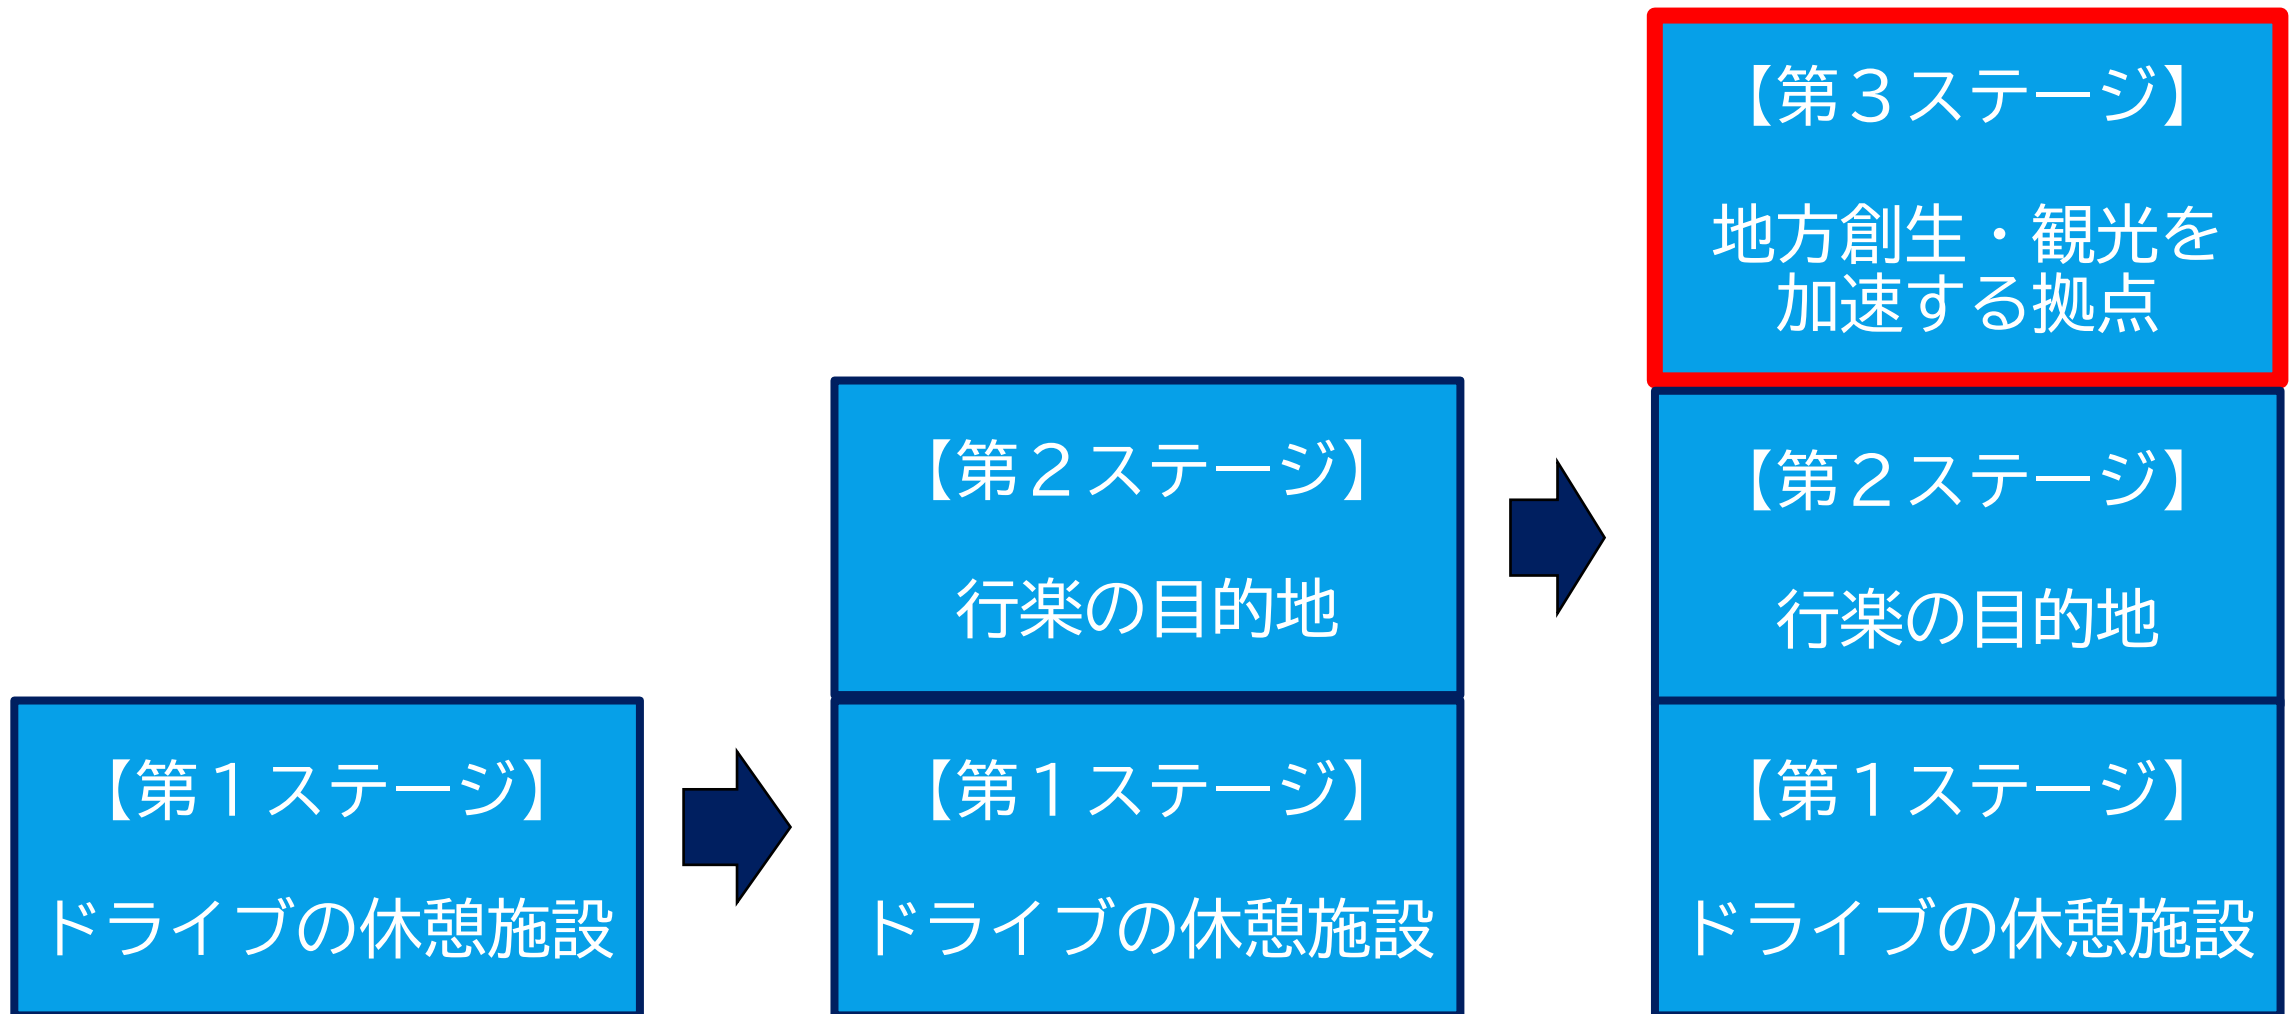 【第１ステージ】
ドライブの休憩施設
【第２ステージ】
行楽の目的地
【第１ステージ】
ドライブの休憩施設
【第３ステージ】
地方創生・観光を
加速する拠点
【第２ステージ】
行楽の目的地
【第１ステージ】
ドライブの休憩施設